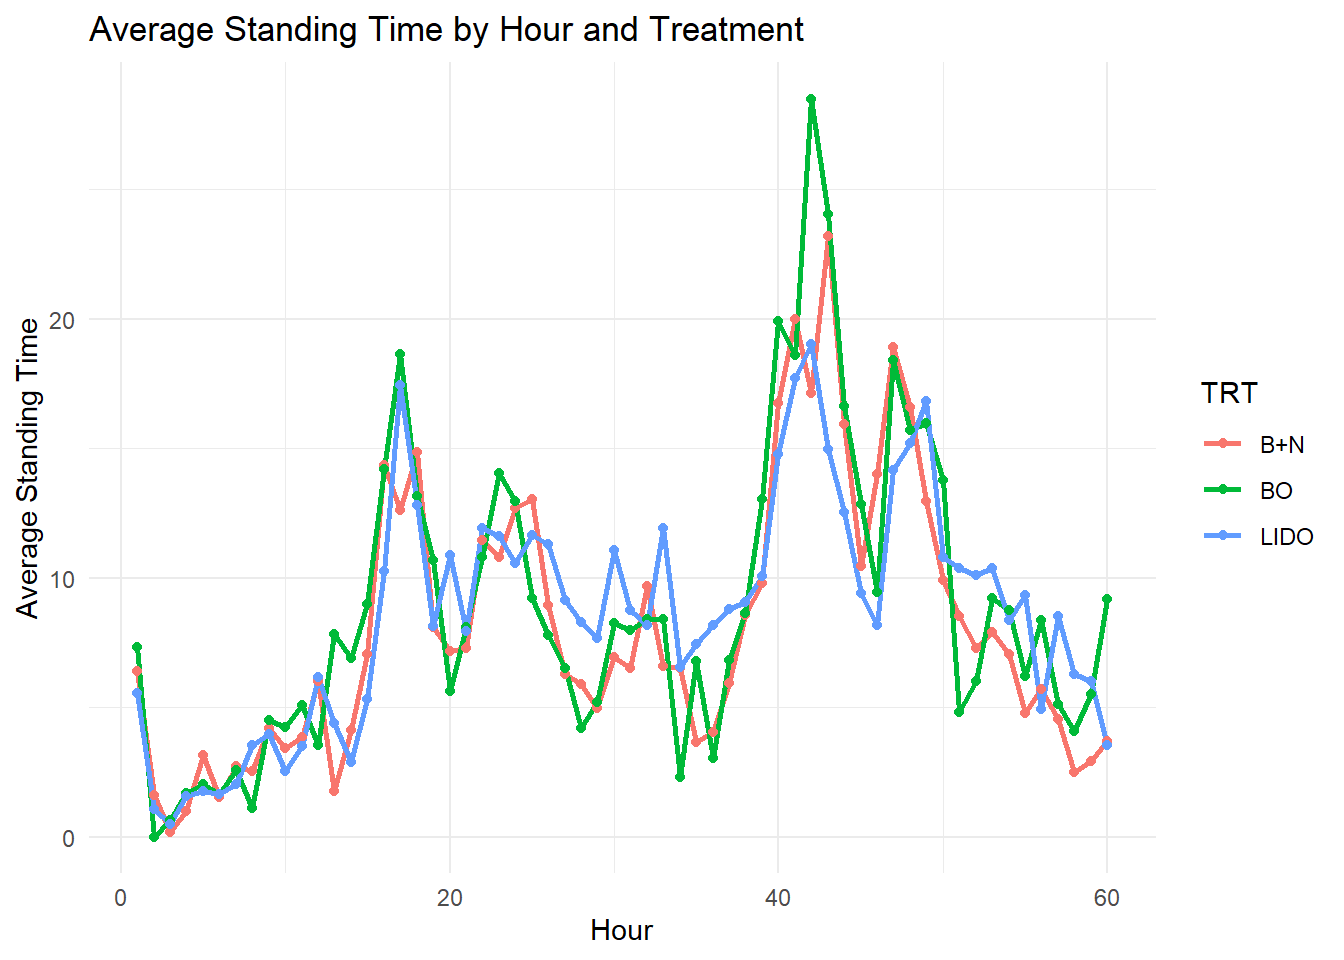 Average Standing Time by Hour and Treatment
Average Standing Time
20
10
0
0 20 40 60
Hour
TRT
B+N
BO
LIDO